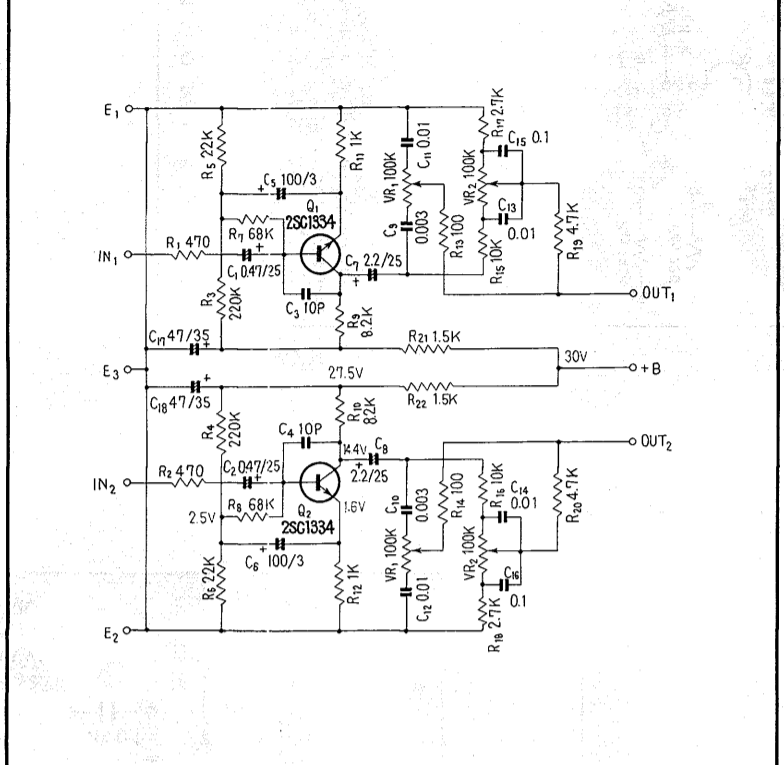 E1
R5 22K
R11 1K
C11 0.01
R17 2.7K
C15 0.1
C5 100/3
+
Q1
2SC1334
VR1 100K
VR2 100K
C13
0.01
R7 68K
IN1
R1 470
+
C1 0.47/25
C9
0.003
R13 100
R15 10K
R19 4.7K
C7 2.2/25
+
R3
220K
C3 10P
OUT1
R9
8.2K
C17 47/35
+
R21 1.5K
E3
30V
+B
27.5V
C18 47/35
+
R22 1.5K
R4
220K
R10
8.2K
C4 10P
14.4V
C8
OUT2
R2 470
C2 0.47/25
+
2.2/25
IN2
R8 68K
2.5V
Q2
2SC1334
1.6V
C10
0.003
R14 100
R16 10K
C14
0.01
R20 4.7K
+
C6 100/3
VR1 100K
VR2 100K
C16
0.1
R6 22K
R12 1K
C12 0.01
R18 2.7K
E2